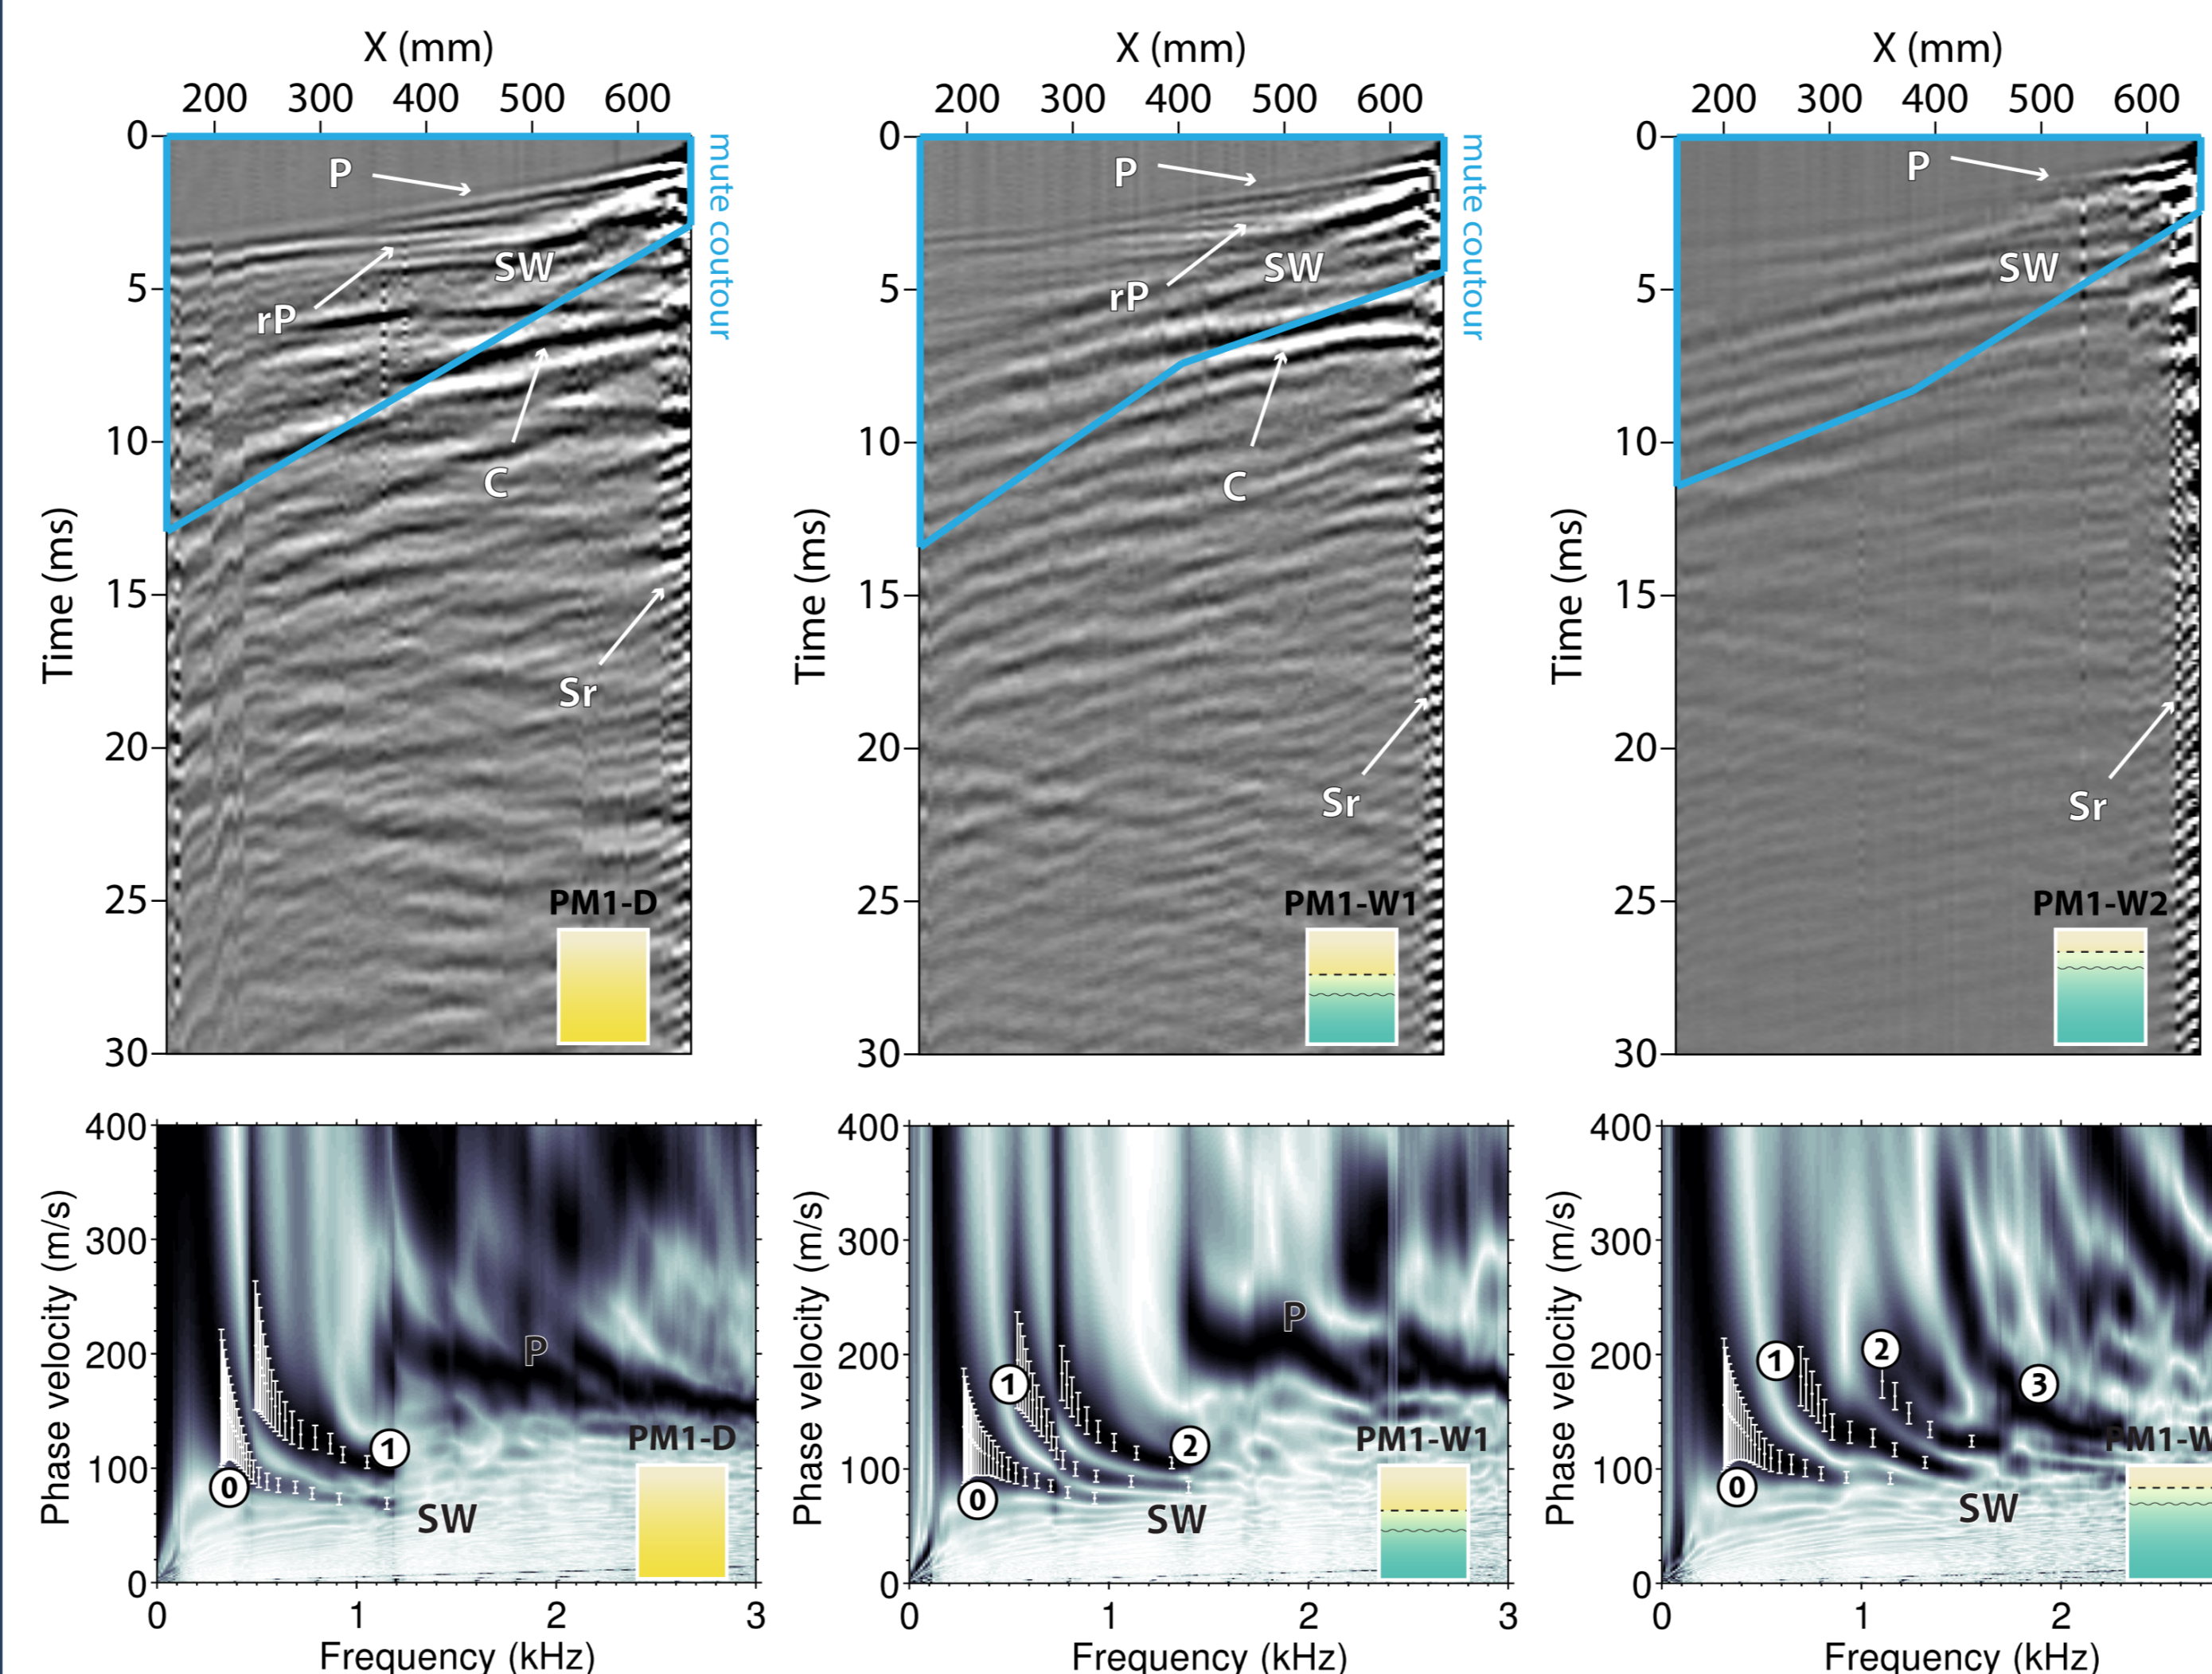 X (mm)
200 300 400 500 600
0
5
10
15
20
25
30
Time (ms)
P
rP
SW
C
Sr
mute coutour
PM1-D
X (mm)
200 300 400 500 600
0
5
10
15
20
25
30
Time (ms)
P
rP
SW
C
Sr
mute coutour
PM1-W1
X (mm)
200 300 400 500 600
0
5
10
15
20
25
30
Time (ms)
P
SW
Sr
PM1-W2
400
300
200
100
0
Phase velocity (m/s)
P
1
0
SW
PM1-D
0 1 2 3
Frequency (kHz)
400
300
200
100
0
Phase velocity (m/s)
P
1
2
0
SW
PM1-W1
0 1 2 3
Frequency (kHz)
400
300
200
100
0
Phase velocity (m/s)
1
2
3
0
SW
PM1-W
0 1 2
Frequency (kHz)